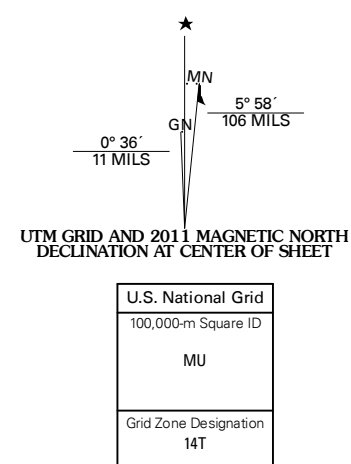 MN
GN
5° 58´
106 MILS
0° 36´
11 MILS
UTM GRID AND 2011 MAGNETIC NORTH
DECLINATION AT CENTER OF SHEET
U.S. National Grid
100,000-m Square ID
MU
Grid Zone Designation
14T